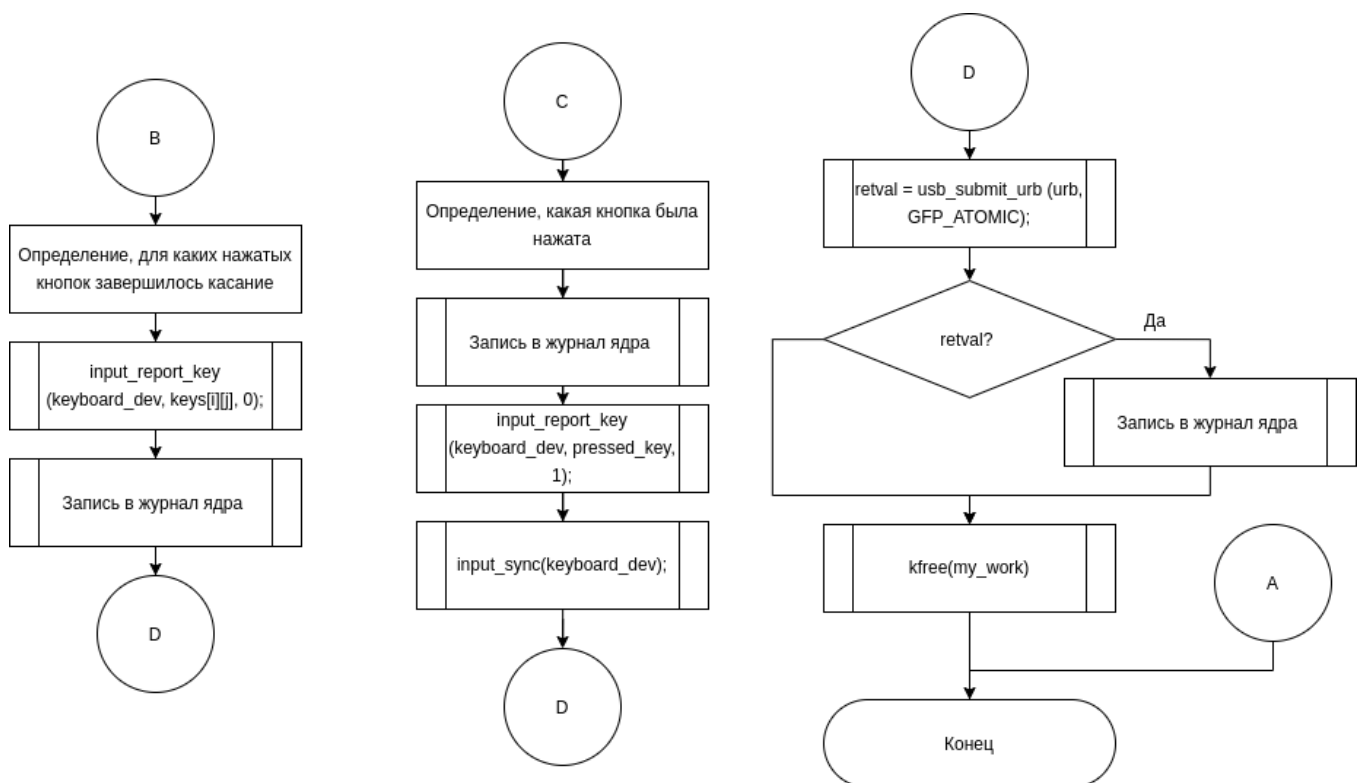 B
Определение, для каких нажатых
кнопок завершилось касание
input_report_key
(keyboard_dev, keys[i][j], 0);
Запись в журнал ядра
D
C
Определение, какая кнопка была
нажата
Запись в журнал ядра
input_report_key
(keyboard_dev, pressed_key,
1);
input_sync(keyboard_dev);
D
D
retval = usb_submit_urb (urb,
GFP_ATOMIC);
retval?
Да
Запись в журнал ядра
kfree(my_work)
A
Конец